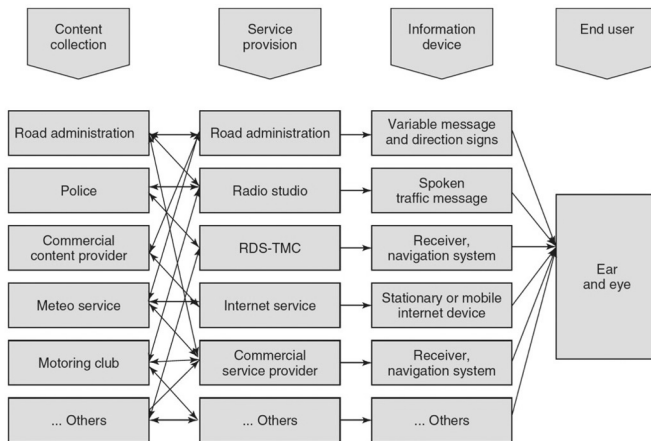 Content
collection
Service
provision
Information
device
End user
Road administration
Road administration
Variable message
and direction signs
Police
Radio studio
Spoken
traffic message
Commercial
content provider
RDS-TMC
Receiver,
navigation system
Ear
and eye
Meteo service
Internet service
Stationary or mobile
internet device
Motoring club
Commercial
service provider
Receiver,
navigation system
... Others
... Others
... Others